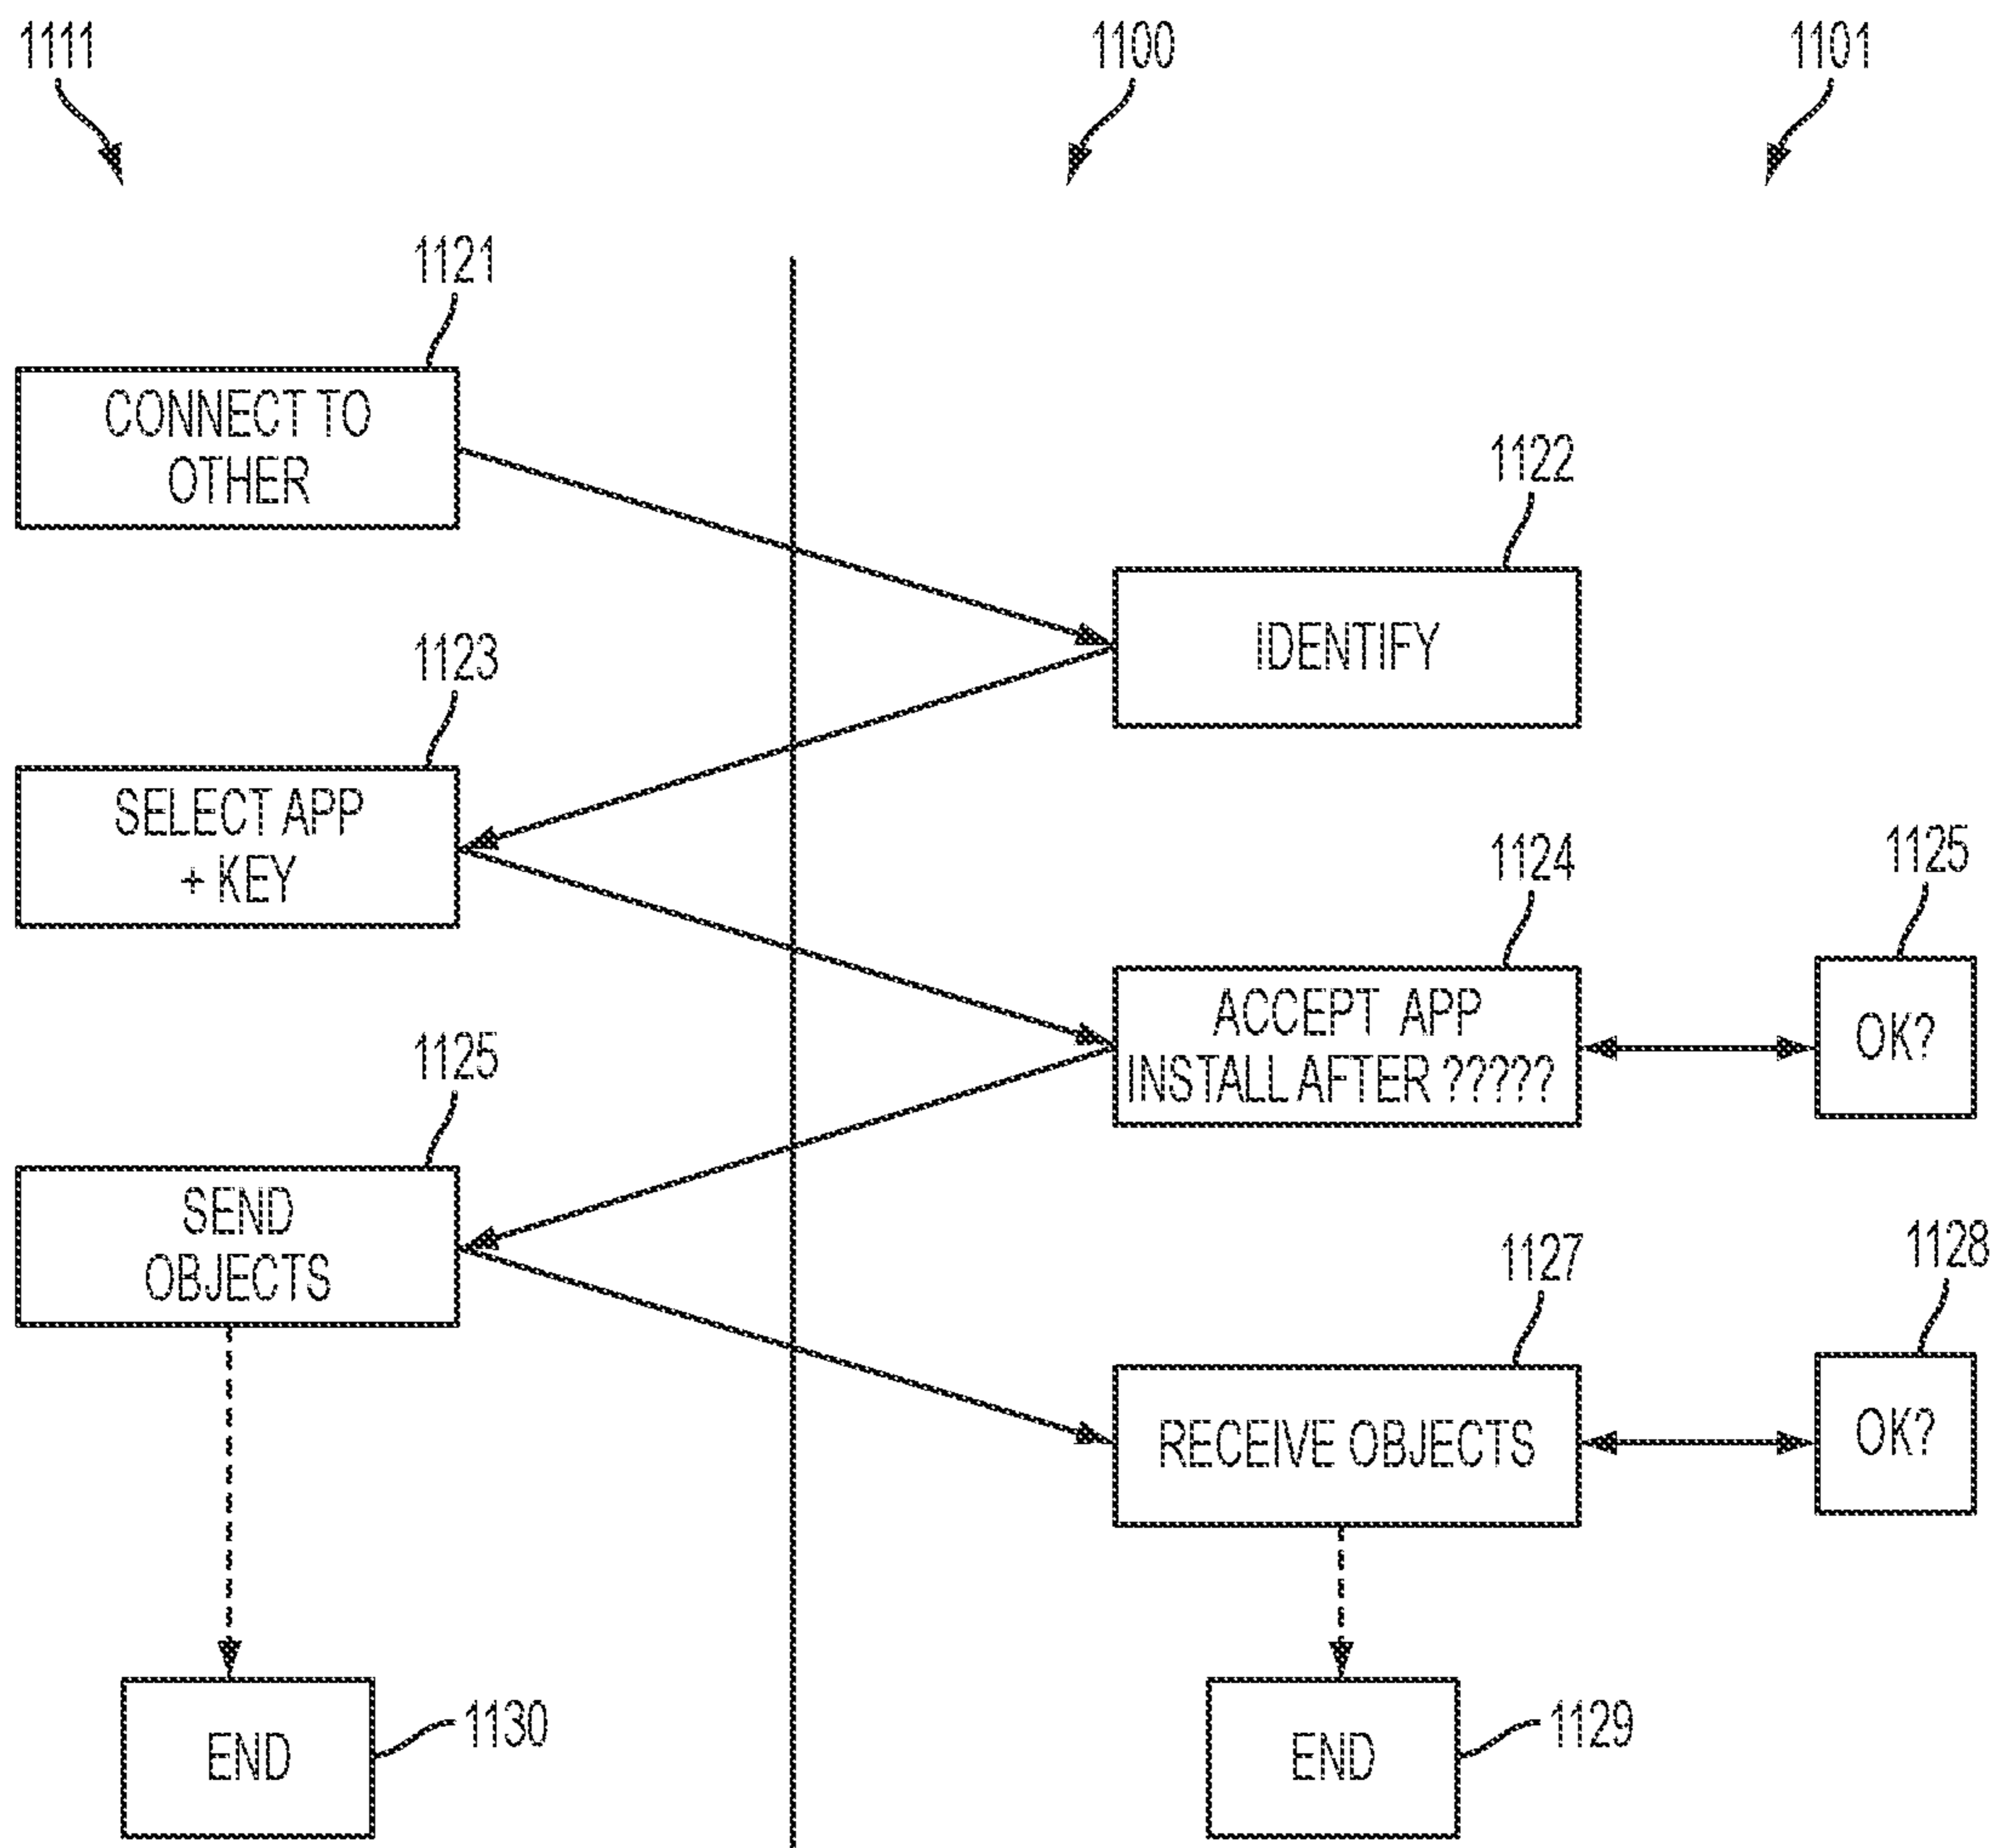 1111
1100
1101
1121
CONNECT TO
OTHER
1122
IDENTIFY
1123
SELECT APP
+ KEY
1124
ACCEPT APP
INSTALL AFTER ?????
1125
OK?
1125
SEND
OBJECTS
1127
RECEIVE OBJECTS
1128
OK?
END
1130
END
1129